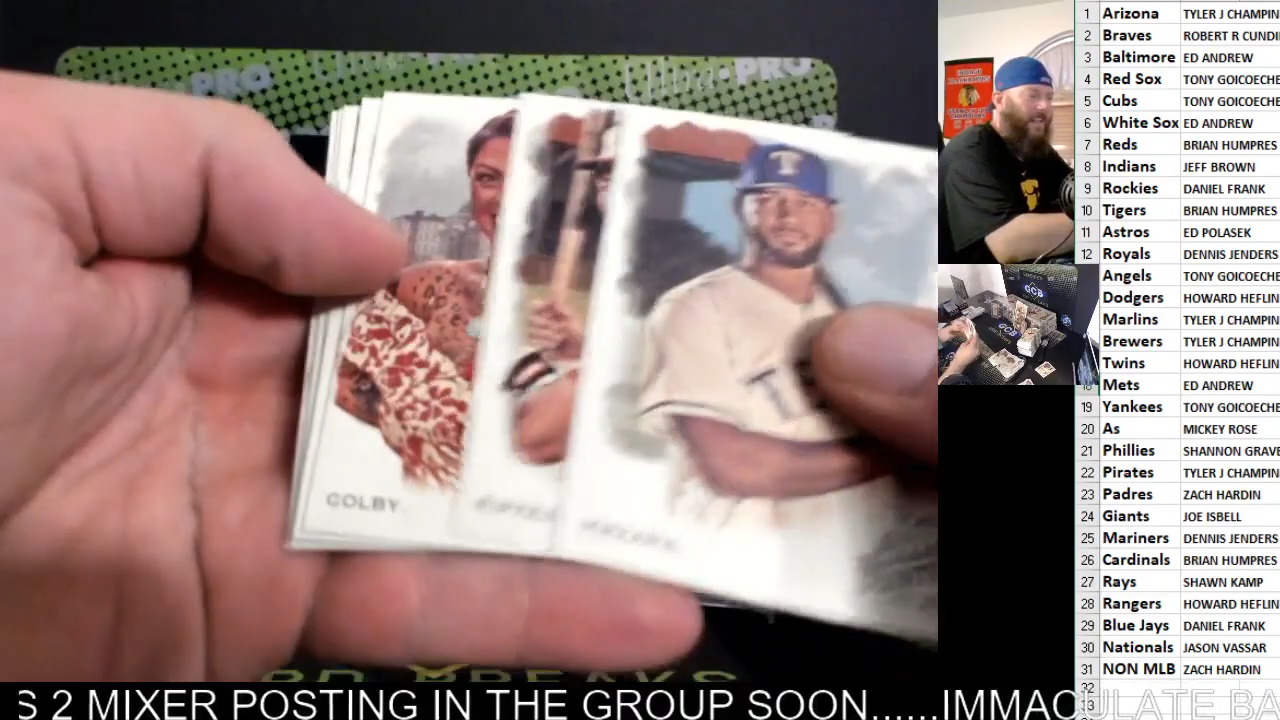 Ultra•PRO
T
GOLBY
GCB
GCB
1 Arizona TYLER J CHAMPIN
2 Braves ROBERT R CUNDI
3 Baltimore ED ANDREW
4 Red Sox TONY GOICOECHE
5 Cubs TONY GOICOECHE
6 White Sox ED ANDREW
7 Reds BRIAN HUMPRES
8 Indians JEFF BROWN
9 Rockies DANIEL FRANK
10 Tigers BRIAN HUMPRES
11 Astros ED POLASEK
12 Royals DENNIS JENDERS
Angels TONY GOICOECHE
Dodgers HOWARD HEFLIN
Marlins TYLER J CHAMPIN
Brewers TYLER J CHAMPIN
Twins HOWARD HEFLIN
Mets ED ANDREW
19 Yankees TONY GOICOECHE
20 As MICKEY ROSE
21 Phillies SHANNON GRAVE
22 Pirates TYLER J CHAMPIN
23 Padres ZACH HARDIN
24 Giants JOE ISBELL
25 Mariners DENNIS JENDERS
26 Cardinals BRIAN HUMPRES
27 Rays SHAWN KAMP
28 Rangers HOWARD HEFLIN
29 Blue Jays DANIEL FRANK
30 Nationals JASON VASSAR
31 NON MLB ZACH HARDIN
32
S 2 MIXER POSTING IN THE GROUP SOON......IMMACULATE BA